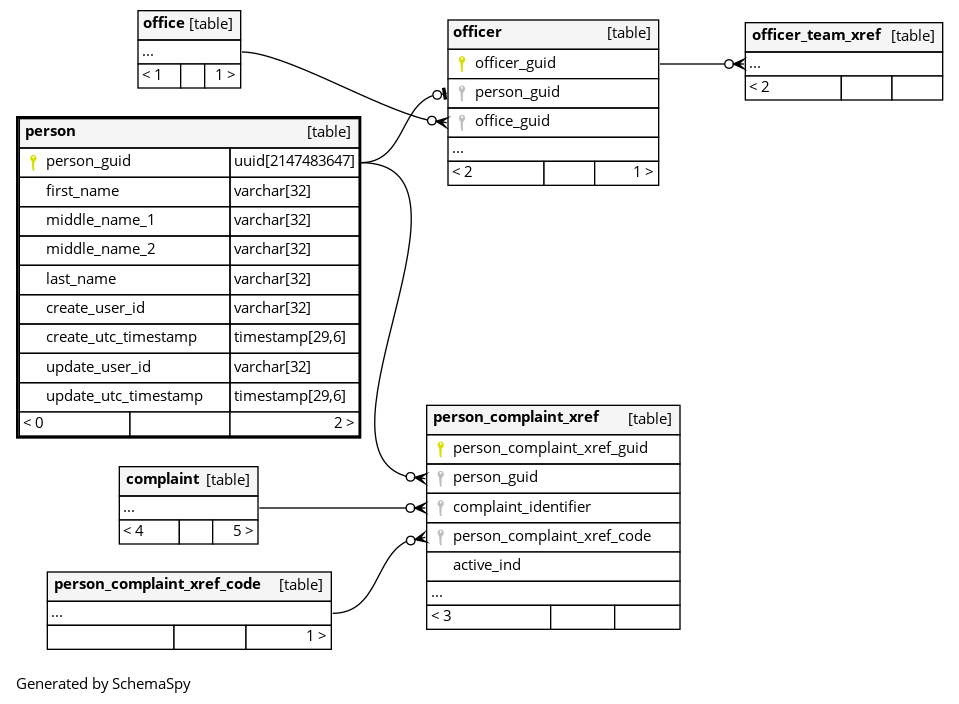 office [table]
...
< 1 1 >
officer [table]
officer_guid
person_guid
office_guid
...
< 2 1 >
officer_team_xref [table]
...
< 2
person [table]
person_guid uuid[2147483647]
first_name varchar[32]
middle_name_1 varchar[32]
middle_name_2 varchar[32]
last_name varchar[32]
create_user_id varchar[32]
create_utc_timestamp timestamp[29,6]
update_user_id varchar[32]
update_utc_timestamp timestamp[29,6]
< 0 2 >
person_complaint_xref [table]
person_complaint_xref_guid
person_guid
complaint_identifier
person_complaint_xref_code
active_ind
...
< 3
complaint [table]
...
< 4 5 >
person_complaint_xref_code [table]
...
1 >
Generated by SchemaSpy